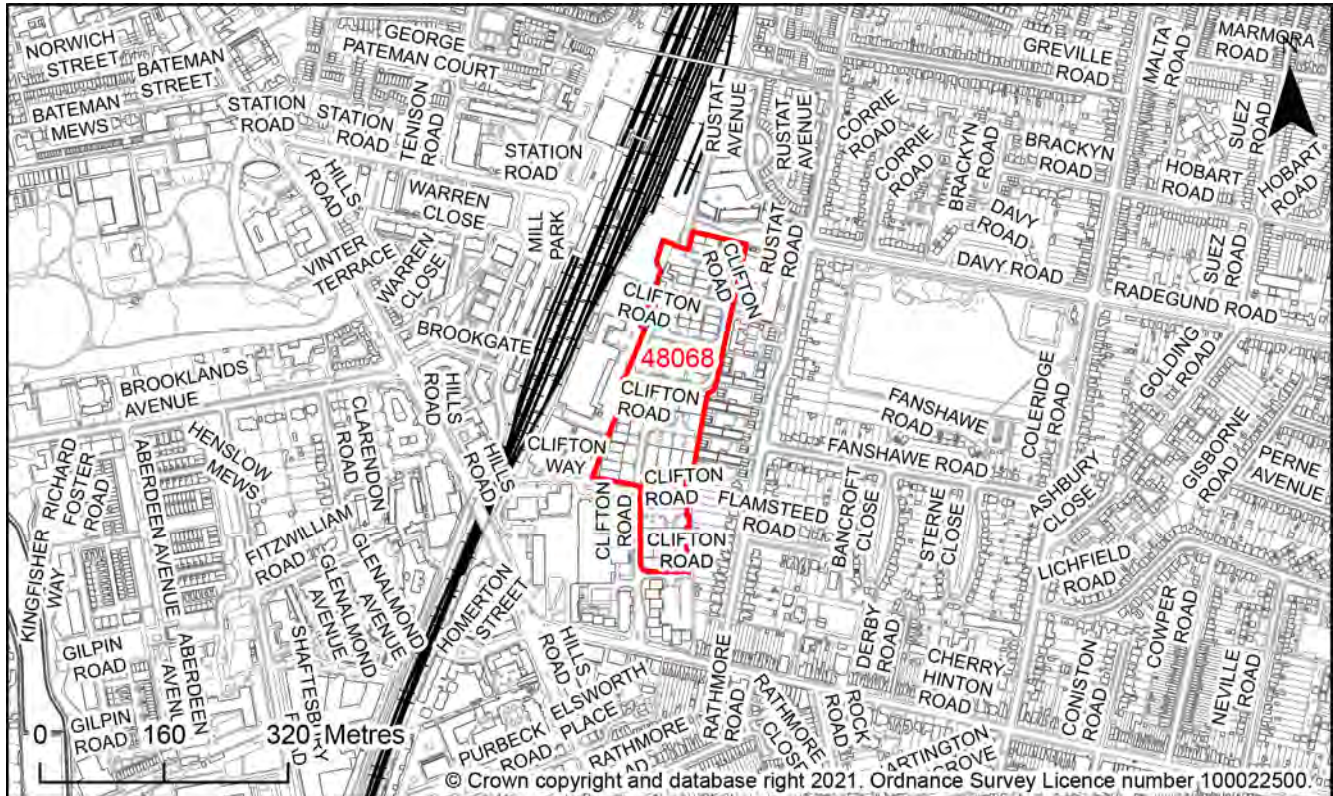 NORWICH
STREET
BATEMAN
STREET
BATEMAN
MEWS
GEORGE
PATEMAN COURT
STATION
ROAD
STATION
ROAD
TENISON
ROAD
STATION
ROAD
WARREN
CLOSE
HILLS
ROAD
VINTER
TERRACE
WARREN
CLOSE
MILL
PARK
BROOKGATE
RUSTAT
AVENUE
RUSTAT
AVENUE
CORRIE
ROAD
CORRIE
ROAD
GREVILLE
ROAD
MALTA
ROAD
MARMORA
ROAD
N
SUEZ
ROAD
BRACKYN
ROAD
BRACKYN
ROAD
HOBART
ROAD
HOBART
ROAD
DAVY
ROAD
DAVY ROAD
SUEZ
ROAD
RADEGUND ROAD
RUSTAT
ROAD
CLIFTON
ROAD
CLIFTON
ROAD
48068
CLIFTON
ROAD
CLIFTON
WAY
CLIFTON
ROAD
CLIFTON
ROAD
CLIFTON
ROAD
BROOKLANDS
AVENUE
HILLS
ROAD
HILLS
ROAD
RICHARD
FOSTER
ROAD
ABERDEEN AVENUE
HENSLOW
MEWS
CLARENDON
ROAD
FITZWILLIAM
ROAD
GLENALMOND
AVENUE
GLENALMOND
AVENUE
KINGFISHER
WAY
GILPIN
ROAD
GILPIN
ROAD
ABERDEEN
AVENUE
SHAFTESBURY
ROAD
HOMERTON
STREET
HILLS
ROAD
PURBECK
ROAD
ELSWORTH
PLACE
RATHMORE
RATHMORE
ROAD
RATHMORE
CLOSE
ROCK
ROAD
FLAMSTEED
ROAD
FANSHAWE
ROAD
FANSHAWE ROAD
COLERIDGE
ROAD
BANCROFT
CLOSE
STERNE
CLOSE
DERBY
ROAD
CHERRY
HINTON
ROAD
ASHBURY
CLOSE
GOLDING
ROAD
GISBORNE
ROAD
PERNE
AVENUE
LICHFIELD
ROAD
CONISTON
ROAD
COWPER
ROAD
NEVILLE
ROAD
0 160 320 Metres
© Crown copyright and database right 2021. Ordnance Survey Licence number 100022500.